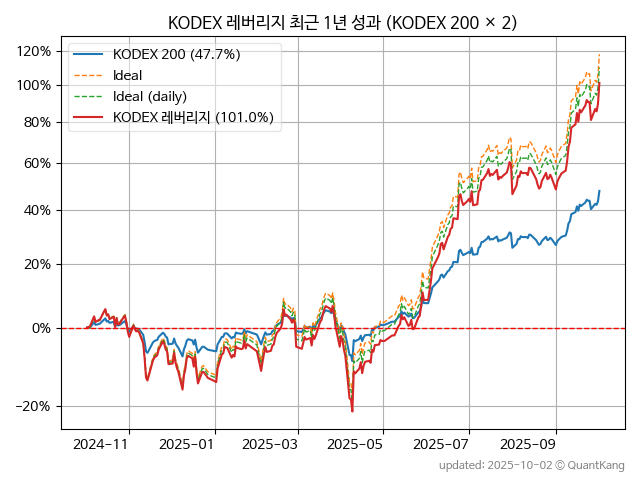 KODEX 레버리지 최근 1년 성과 (KODEX 200 × 2)
KODEX 200 (47.7%)
Ideal
Ideal (daily)
KODEX 레버리지 (101.0%)
120%
100%
80%
60%
40%
20%
0%
−20%
2024-11
2025-01
2025-03
2025-05
2025-07
2025-09
updated: 2025-10-02 © QuantKang